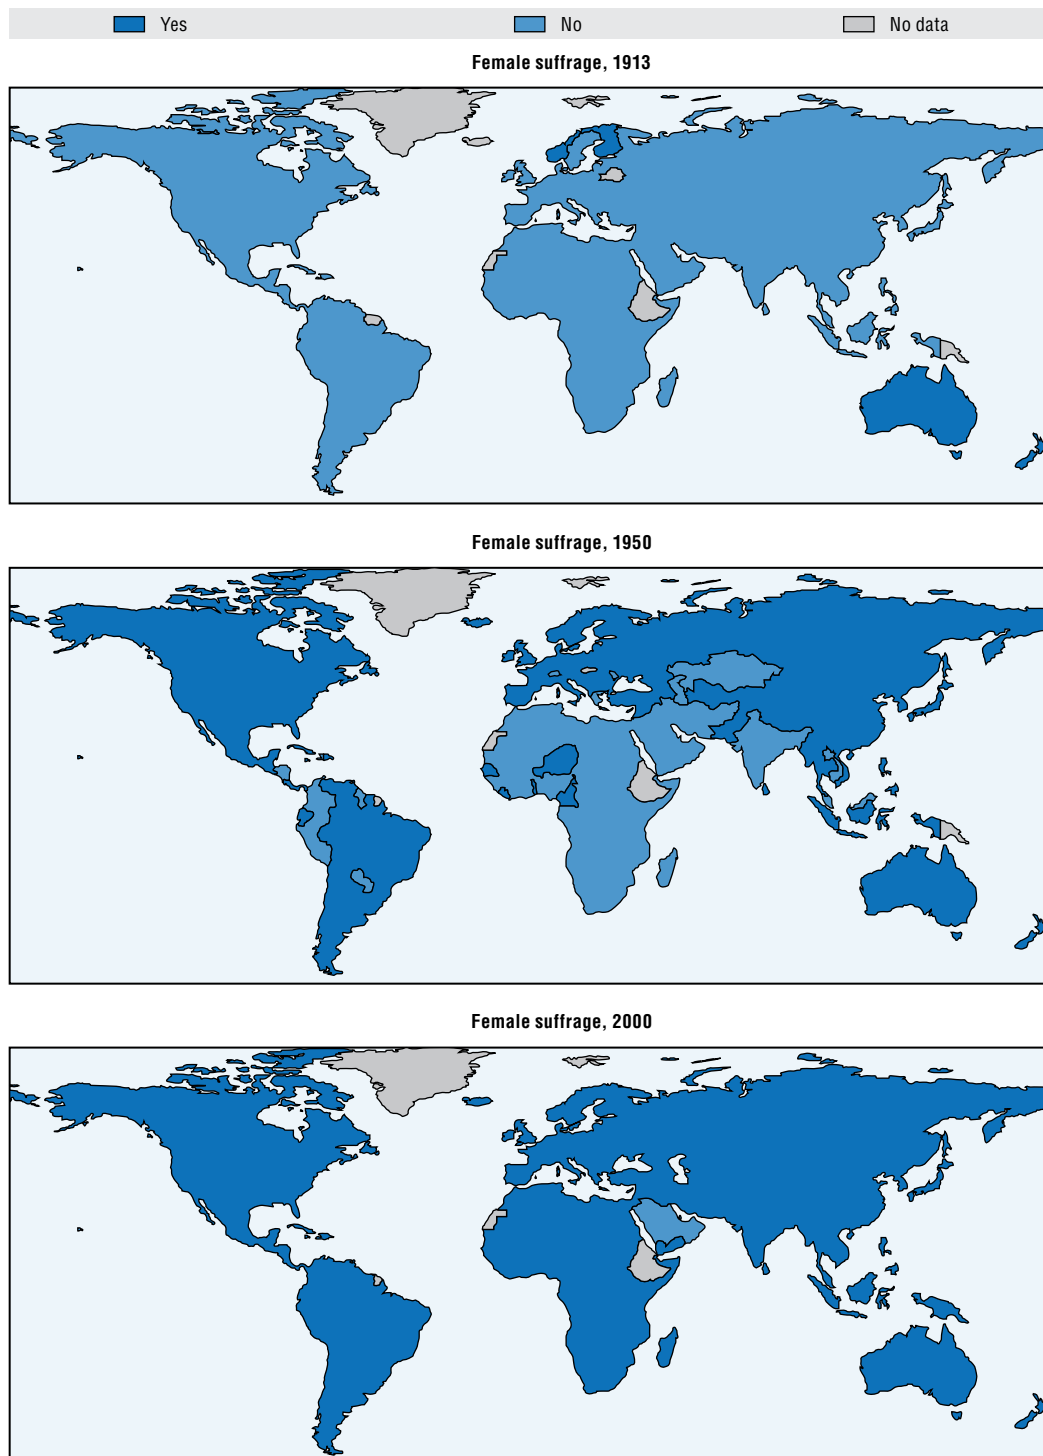 Yes No No data
Female suffrage, 1913
Female suffrage, 1950
Female suffrage, 2000